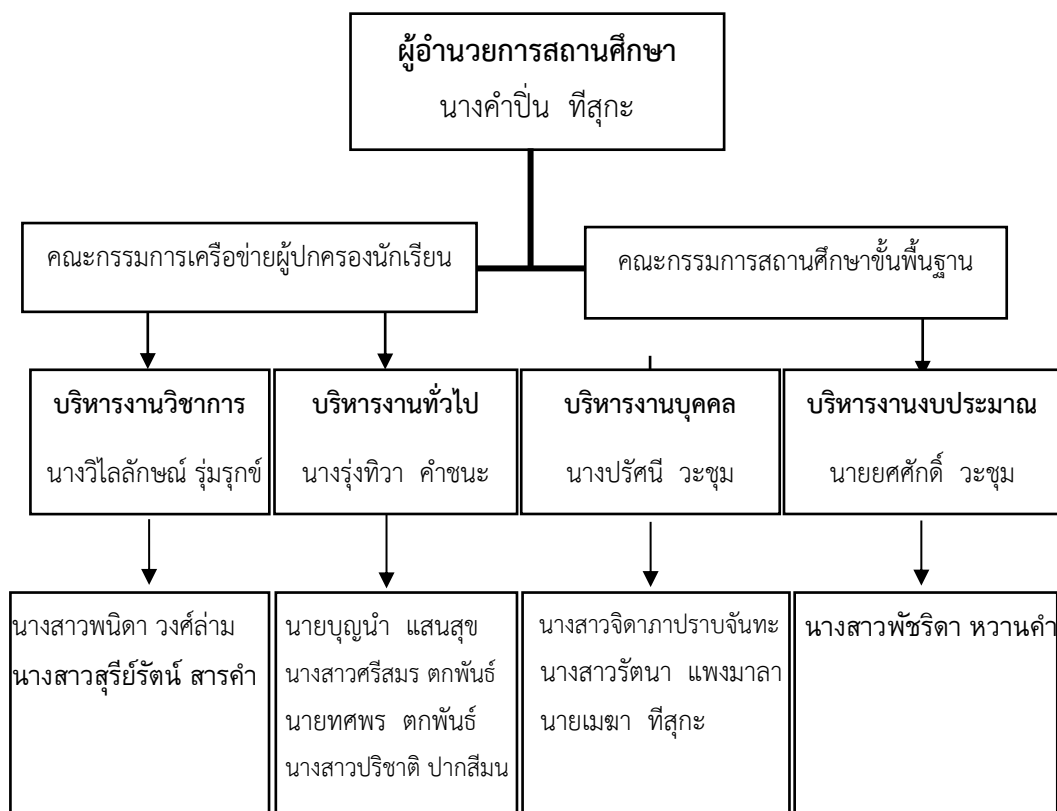 ผู้อำนวยการสถานศึกษา
นางคำปิ่น ทีสุกะ
คณะกรรมการเครือข่ายผู้ปกครองนักเรียน
คณะกรรมการสถานศึกษาขั้นพื้นฐาน
บริหารงานวิชาการ
นางวิไลลักษณ์ รุ่มรุกข์
บริหารงานทั่วไป
นางรุ่งทิวา คำชนะ
บริหารงานบุคคล
นางปรัศนี วะชุม
บริหารงานงบประมาณ
นายยศศักดิ์ วะชุม
นางสาวพนิดา วงศ์ล่าม
นางสาวสุรีย์รัตน์ สารคำ
นายบุญนำ แสนสุข
นางสาวศรีสมร ตกพันธ์
นายทศพร ตกพันธ์
นางสาวปริชาติ ปากสีมน
นางสาวจิดาภาปราบจันทะ
นางสาวรัตนา แพงมาลา
นายเมฆา ทีสุกะ
นางสาวพัชริดา หวานคำ